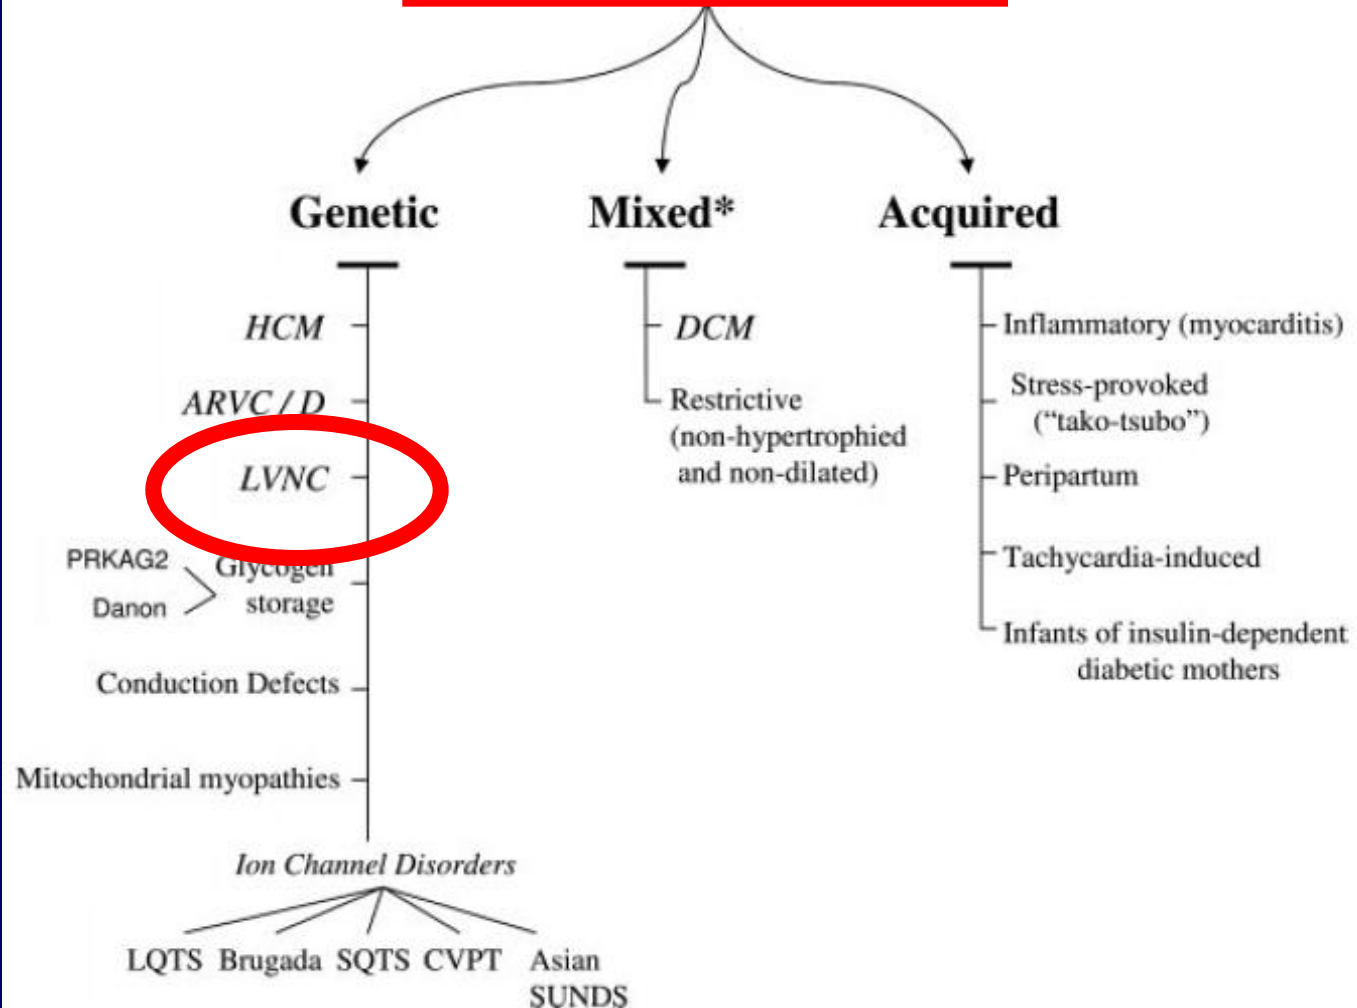 Genetic
Mixed*
Acquired
HCM
ARVC / D
LVNC
PRKAG2
Danon
Glycogen
storage
Conduction Defects
Mitochondrial myopathies
Ion Channel Disorders
LQTS Brugada SQTS CVPT Asian
SUNDS
DCM
Restrictive
(non-hypertrophied
and non-dilated)
Inflammatory (myocarditis)
Stress-provoked
(“tako-tsubo”)
Peripartum
Tachycardia-induced
Infants of insulin-dependent
diabetic mothers